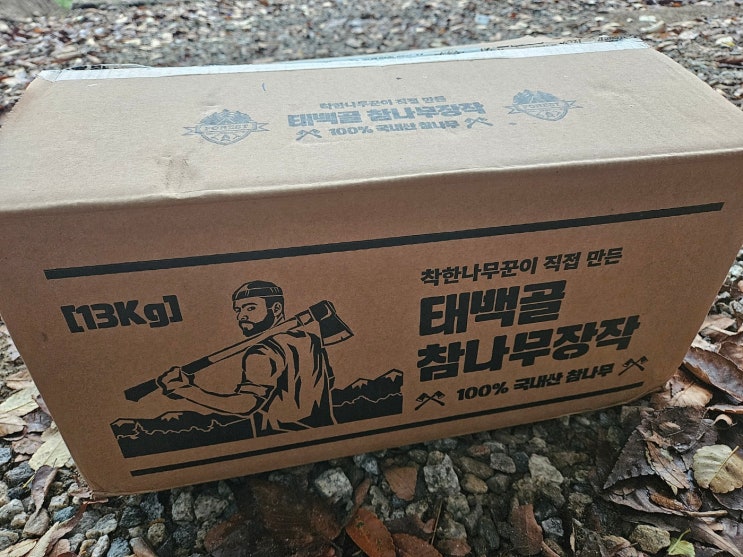 착한나무꾼이 직접 만든
태백골 참나무장작
100% 국내산 참나무
[13Kg]
착한나무꾼이 직접 만든
태백골
참나무장작
100% 국내산 참나무